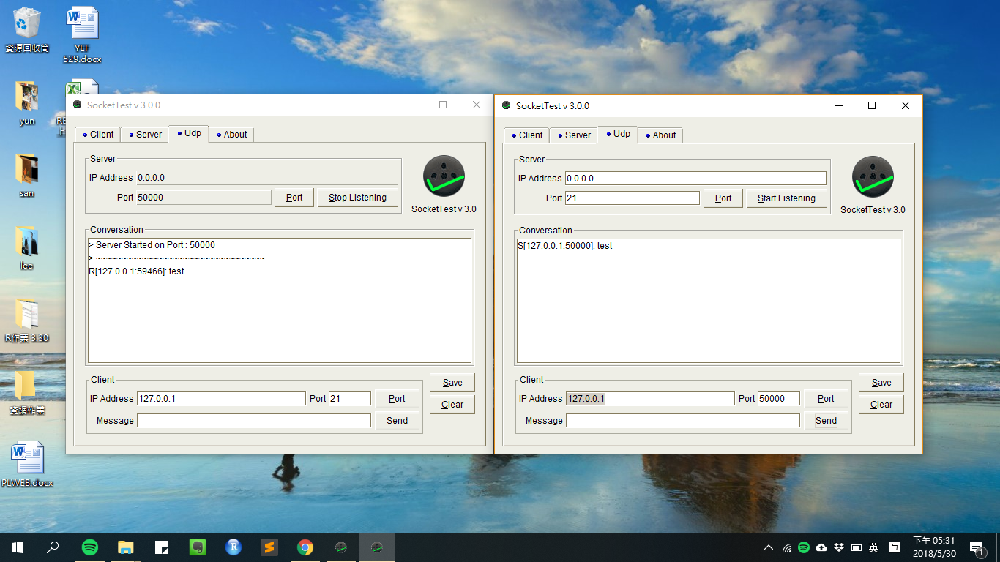 資源回收筒
YEF
529.docx
yun
san
lee
R作業 3.30
資網作業
PLWEB.docx
SocketTest v 3.0.0
Client
Server
Udp
About
Server
IP Address 0.0.0.0
Port 50000 Port Stop Listening
SocketTest v 3.0
Conversation
> Server Started on Port : 50000
> ~~~~~~~~~~~~~~~~~~~~~~~~~~~~~~~~~
R[127.0.0.1:59466]: test
Client
IP Address 127.0.0.1 Port 21 Port
Message Send
Save
Clear
SocketTest v 3.0.0
Client
Server
Udp
About
Server
IP Address 0.0.0.0
Port 21 Port Start Listening
SocketTest v 3.0
Conversation
S[127.0.0.1:50000]: test
Client
IP Address 127.0.0.1 Port 50000 Port
Message Send
Save
Clear
英
下午 05:31
2018/5/30
1